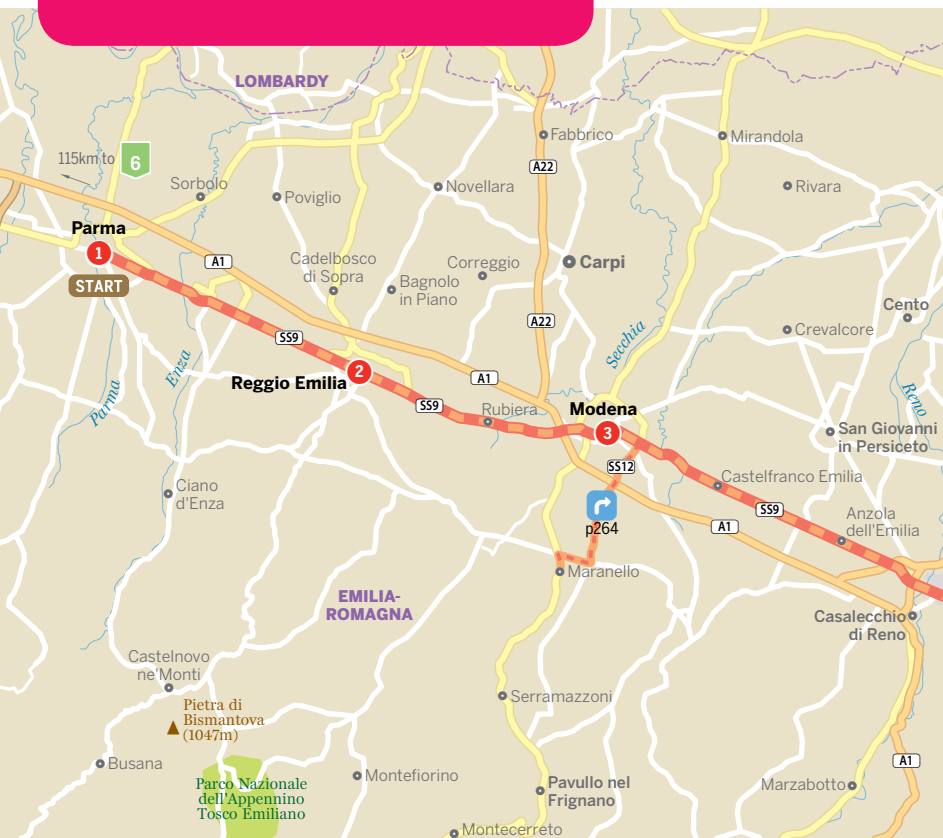 LOMBARDY
Fabbrico
Mirandola
115km to
6
A22
Sorbolo
Poviglio
Novellara
Rivara
Parma
1
START
A1
Cadelbosco
di Sopra
Correggio
Bagnolo
in Piano
Carpi
Cento
A22
Secchia
Crevalcore
SS9
Enza
Parma
Reggio Emilia
2
A1
Reno
SS9
Rubiera
Modena
3
San Giovanni
in Persiceto
SS12
Castelfranco Emilia
Ciano
d'Enza
p264
SS9
A1
Anzola
dell'Emilia
Maranello
EMILIA-
ROMAGNA
Casalecchio
di Reno
Castelnovo
ne'Monti
Serramazzoni
Pietra di
Bismantova
(1047m)
Busana
Parco Nazionale
dell'Appennino
Tosco Emiliano
Montefiorino
Pavullo nel
Frignano
A1
Marzabotto
Montecerreto